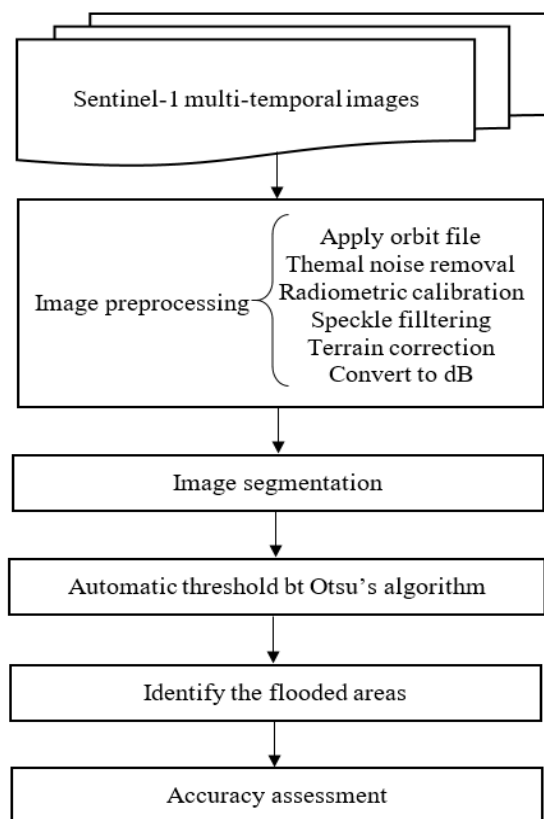 Sentinel-1 multi-temporal images
Image preprocessing
Apply orbit file
Themal noise removal
Radiometric calibration
Speckle filltering
Terrain correction
Convert to dB
Image segmentation
Automatic threshold bt Otsu’s algorithm
Identify the flooded areas
Accuracy assessment